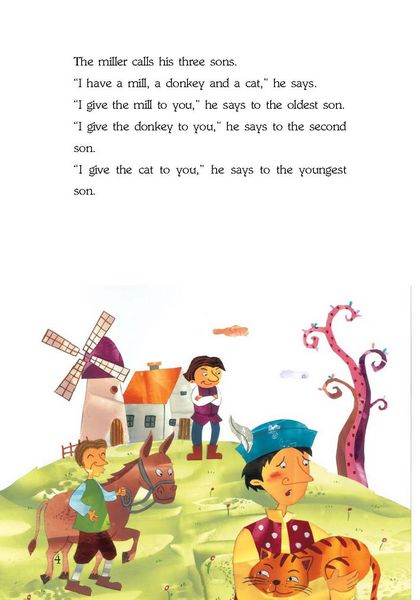 The miller calls his three sons.
"I have a mill, a donkey and a cat," he says.
"I give the mill to you," he says to the oldest son.
"I give the donkey to you," he says to the second
son.
"I give the cat to you," he says to the youngest
son.
4